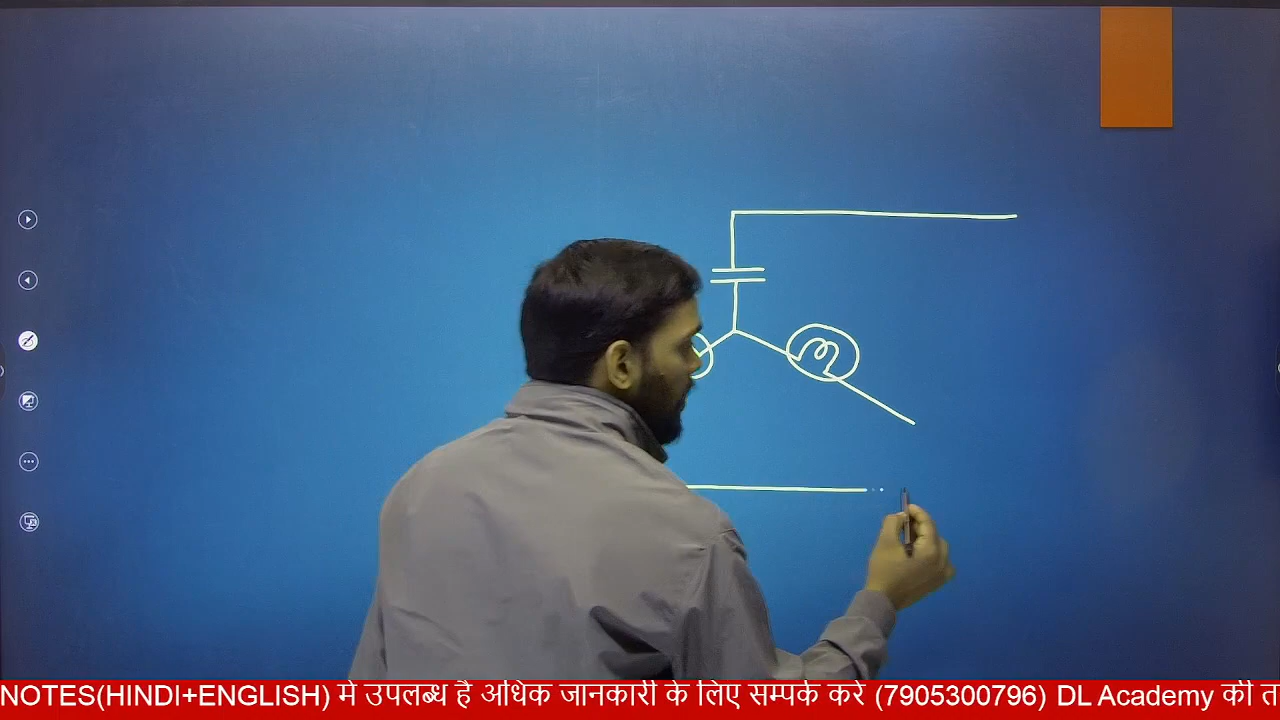 NOTES(HINDI+ENGLISH) में उपलब्ध है अधिक जानकारी के लिए सम्पर्क करें (7905300796) DL Academy की त